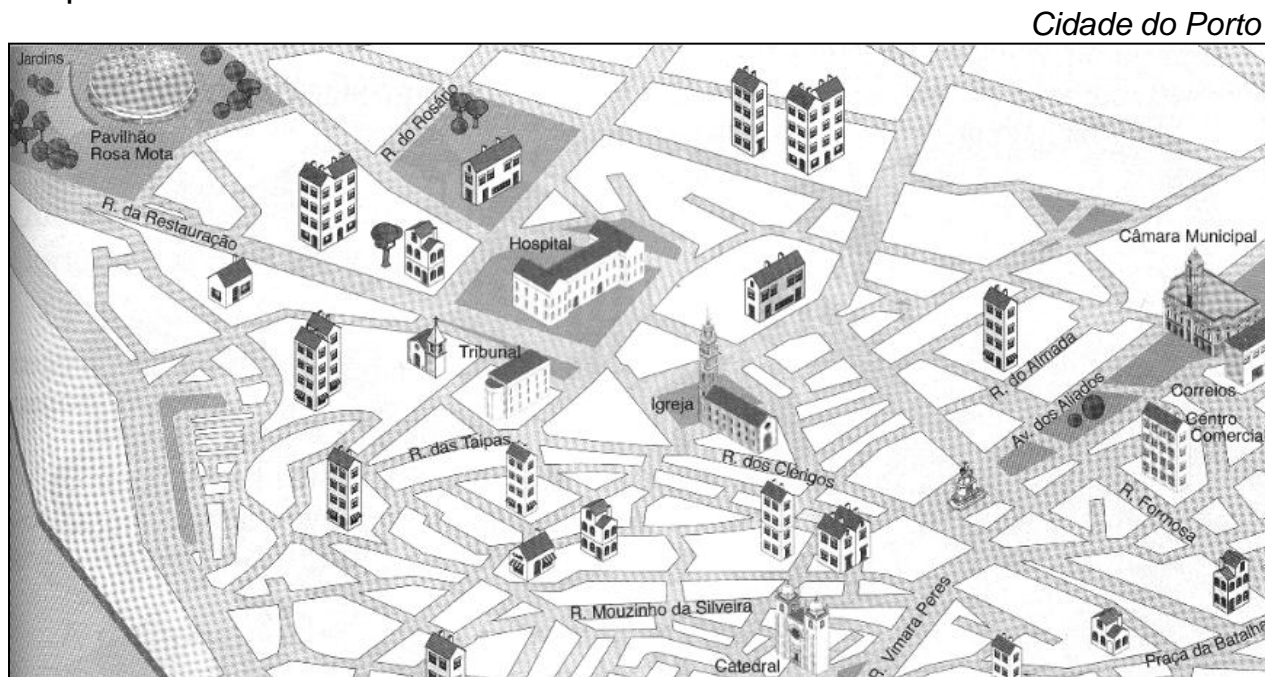 Cidade do Porto
Jardins
Pavilhão
Rosa Mota
R. do Rosário
R. da Restauração
Hospital
Câmara Municipal
Tribunal
Igreja
R. do Almada
Av. dos Aliados
Correios
Centro
Comercial
R. das Taipas
R. dos Clérigos
R. Formosa
R. Mouzinho da Silveira
R. Vimara Peres
Catedral
Praça da Batalha